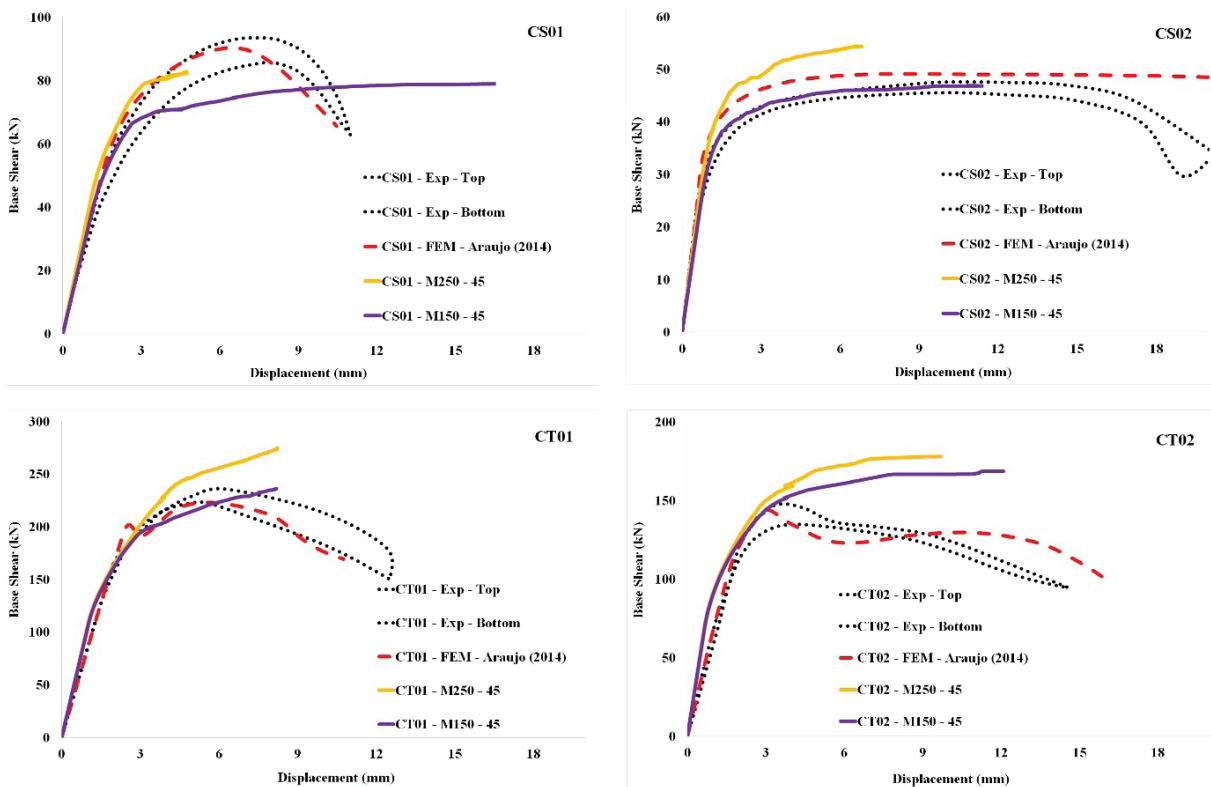 CS01
100
80
60
40
20
0
Base Shear (kN)
CS01 - Exp - Top
CS01 - Exp - Bottom
CS01 - FEM - Araujo (2014)
CS01 - M250 - 45
CS01 - M150 - 45
0 3 6 9 12 15 18
Displacement (mm)
CS02
60
50
40
30
20
10
0
Base Shear (kN)
CS02 - Exp - Top
CS02 - Exp - Bottom
CS02 - FEM - Araujo (2014)
CS02 - M250 - 45
CS02 - M150 - 45
0 3 6 9 12 15 18
Displacement (mm)
CT01
300
250
200
150
100
50
0
Base Shear (kN)
CT01 - Exp - Top
CT01 - Exp - Bottom
CT01 - FEM - Araujo (2014)
CT01 - M250 - 45
CT01 - M150 - 45
0 3 6 9 12 15 18
Displacement (mm)
CT02
200
150
100
50
0
Base Shear (kN)
CT02 - Exp - Top
CT02 - Exp - Bottom
CT02 - FEM - Araujo (2014)
CT02 - M250 - 45
CT02 - M150 - 45
0 3 6 9 12 15 18
Displacement (mm)